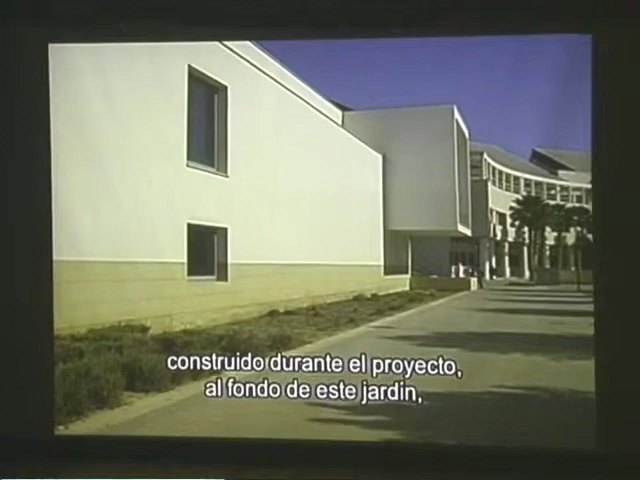 construido durante el proyecto,
al fondo de este jardin,